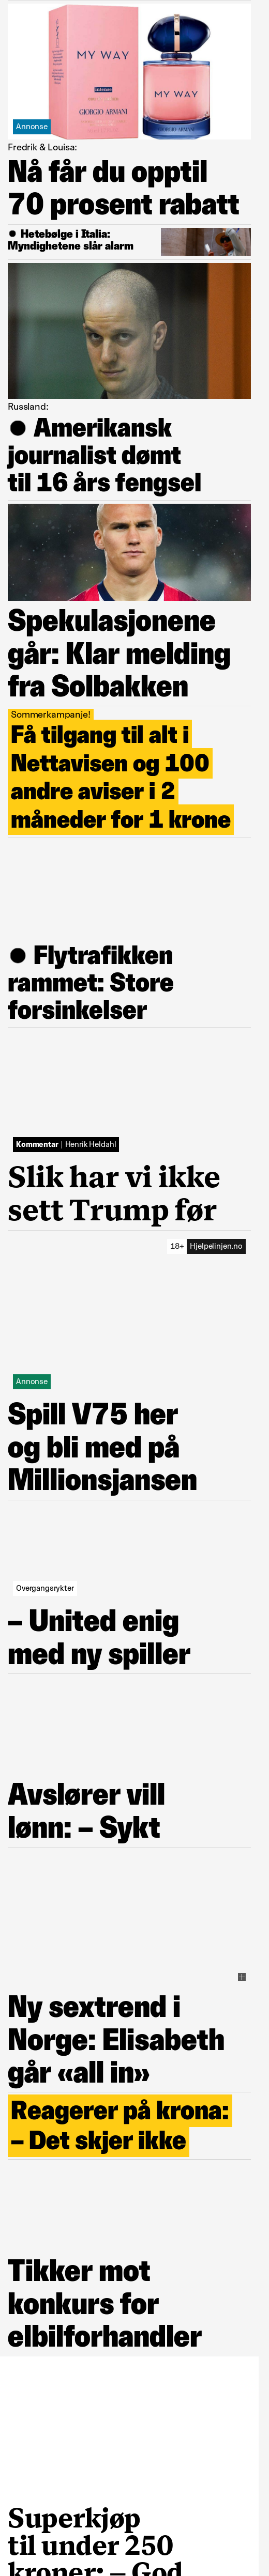 MY WAY
MY WAY
GIORGIO ARMANI
Annonse
Fredrik & Louisa:
Nå får du opptil
70 prosent rabatt
● Hetebølge i Italia:
Myndighetene slår alarm
Russland:
● Amerikansk
journalist dømt
til 16 års fengsel
Spekulasjonene
går: Klar melding
fra Solbakken
Sommerkampanje!
Få tilgang til alt i
Nettavisen og 100
andre aviser i 2
måneder for 1 krone
● Flytrafikken
rammet: Store
forsinkelser
Kommentar | Henrik Heldahl
Slik har vi ikke
sett Trump før
18+ Hjelpelinjen.no
Annonse
Spill V75 her
og bli med på
Millionsjansen
Overgangsrykter
– United enig
med ny spiller
Avslører vill
lønn: – Sykt
Ny sextrend i
Norge: Elisabeth
går «all in»
Reagerer på krona:
– Det skjer ikke
Tikker mot
konkurs for
elbilforhandler
Superkjøp
til under 250
kroner: – God